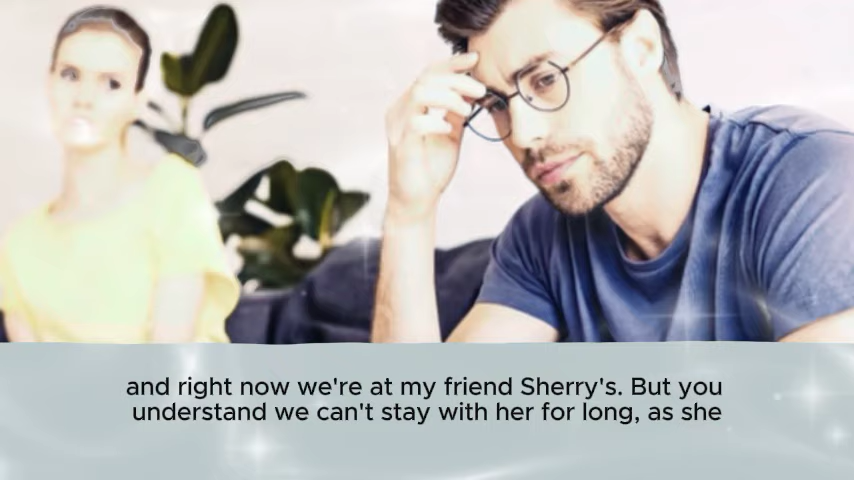 and right now we're at my friend Sherry's. But you
understand we can't stay with her for long, as she